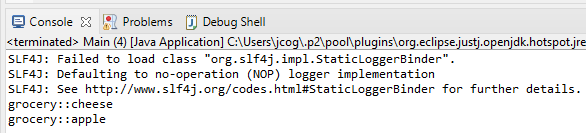 Console Problems Debug Shell
<terminated> Main (4) [Java Application] C:\Users\jcog\.p2\pool\plugins\org.eclipse.justj.openjdk.hotspot.jre
SLF4J: Failed to load class "org.slf4j.impl.StaticLoggerBinder".
SLF4J: Defaulting to no-operation (NOP) logger implementation
SLF4J: See http://www.slf4j.org/codes.html#StaticLoggerBinder for further details.
grocery::cheese
grocery::apple